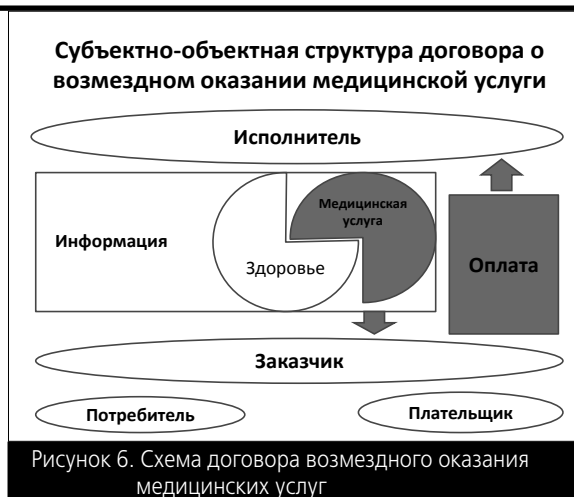 Субъектно-объектная структура договора о
возмездном оказании медицинской услуги
Исполнитель
Медицинская
услуга
Информация
Здоровье
Оплата
Заказчик
Потребитель
Плательщик
Рисунок 6. Схема договора возмездного оказания
медицинских услуг